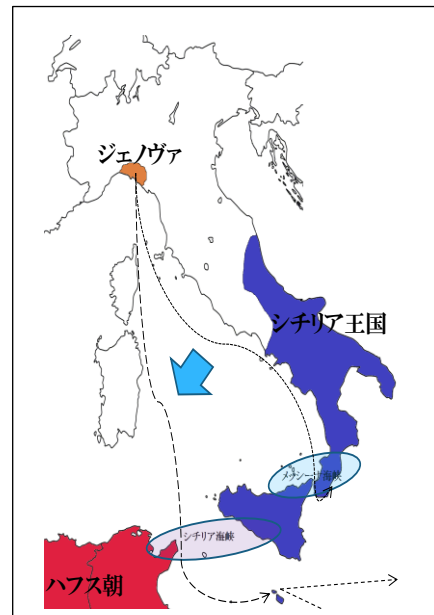 ジェノヴァ
シチリア王国
メッシーナ海峡
シチリア海峡
ハフス朝